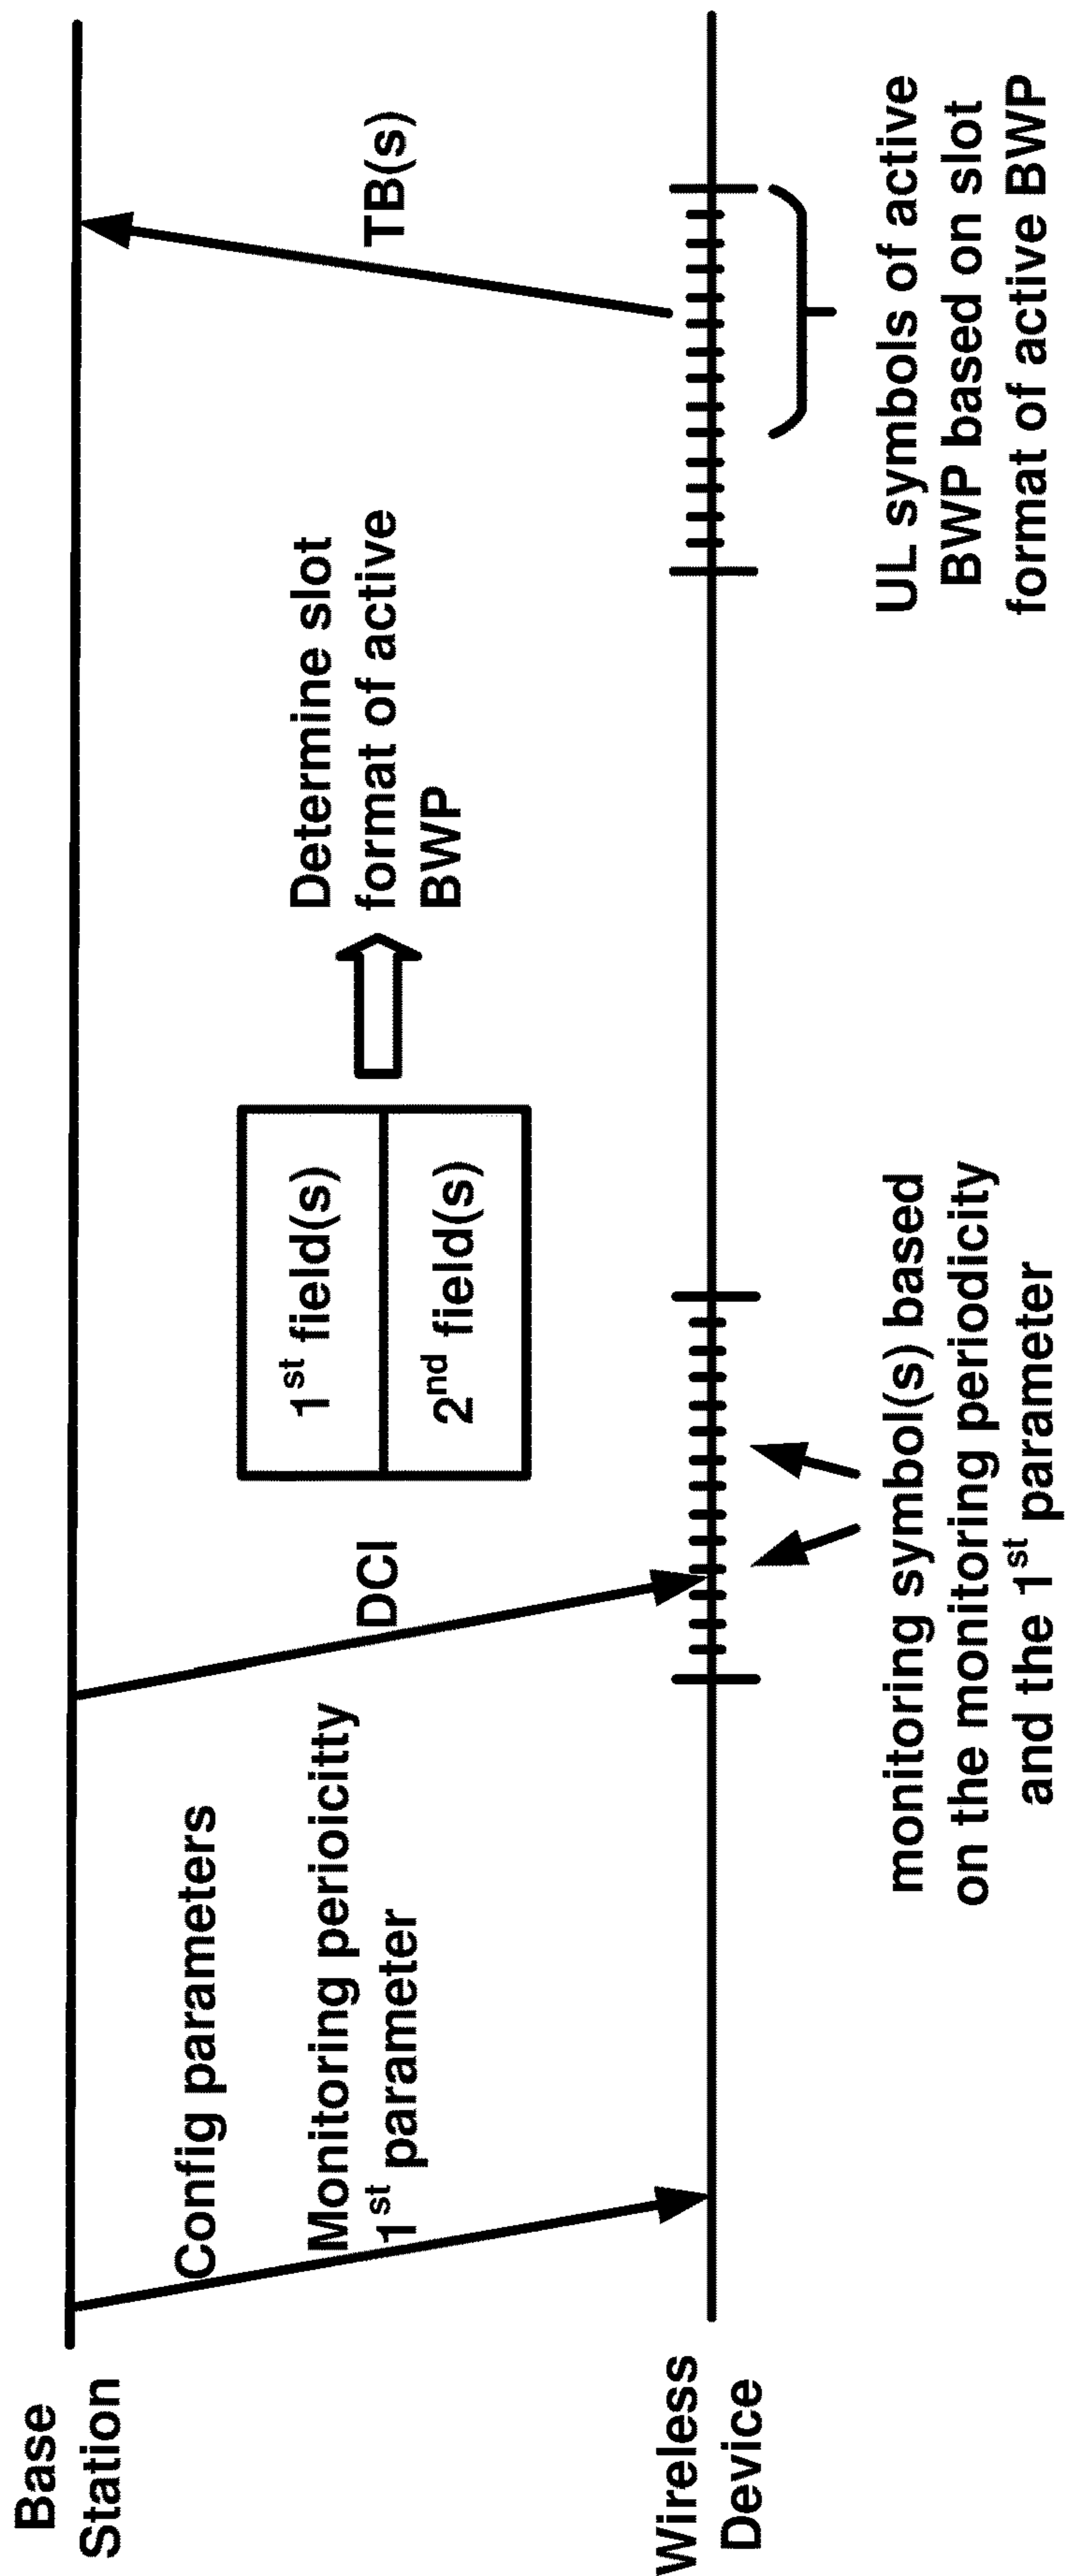 Base
Station
Config parameters
Monitoring perioicitty
1st parameter
DCI
1st field(s)
2nd field(s)
Determine slot
format of active
BWP
TB(s)
Wireless
Device
monitoring symbol(s) based
on the monitoring periodicity
and the 1st parameter
UL symbols of active
BWP based on slot
format of active BWP